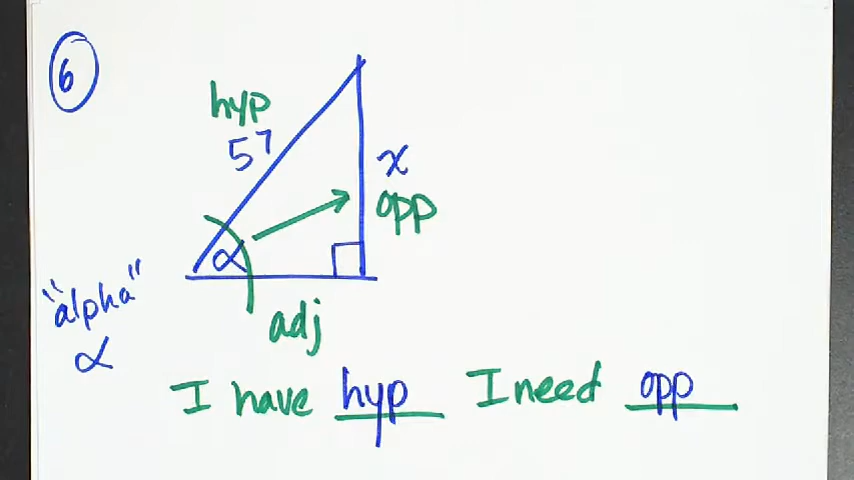 6
hyp
57
x
opp
α
"alpha"
α
adj
I have hyp I need opp